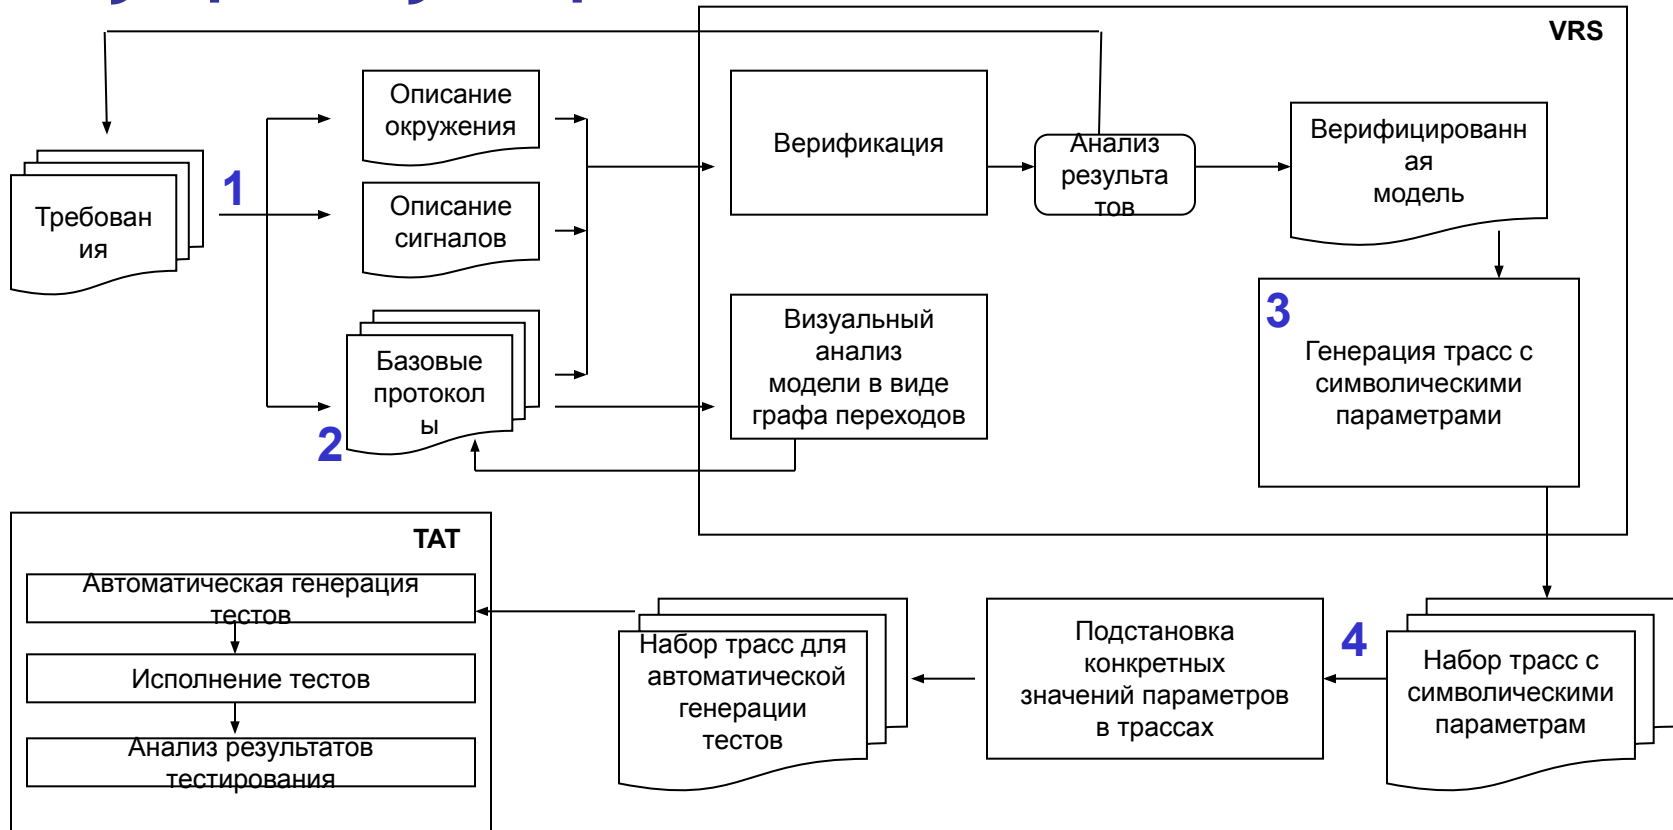 VRS
Описание
окружения
Верификация
Анализ
результа
тов
Верифицированн
ая
модель
1
Требован
ия
Описание
сигналов
Базовые
протокол
ы
2
Визуальный
анализ
модели в виде
графа переходов
3
Генерация трасс с
символическими
параметрами
TAT
Автоматическая генерация
тестов
Исполнение тестов
Анализ результатов
тестирования
Набор трасс для
автоматической
генерации
тестов
Подстановка
конкретных
значений параметров
в трассах
4
Набор трасс с
символическими
параметрам